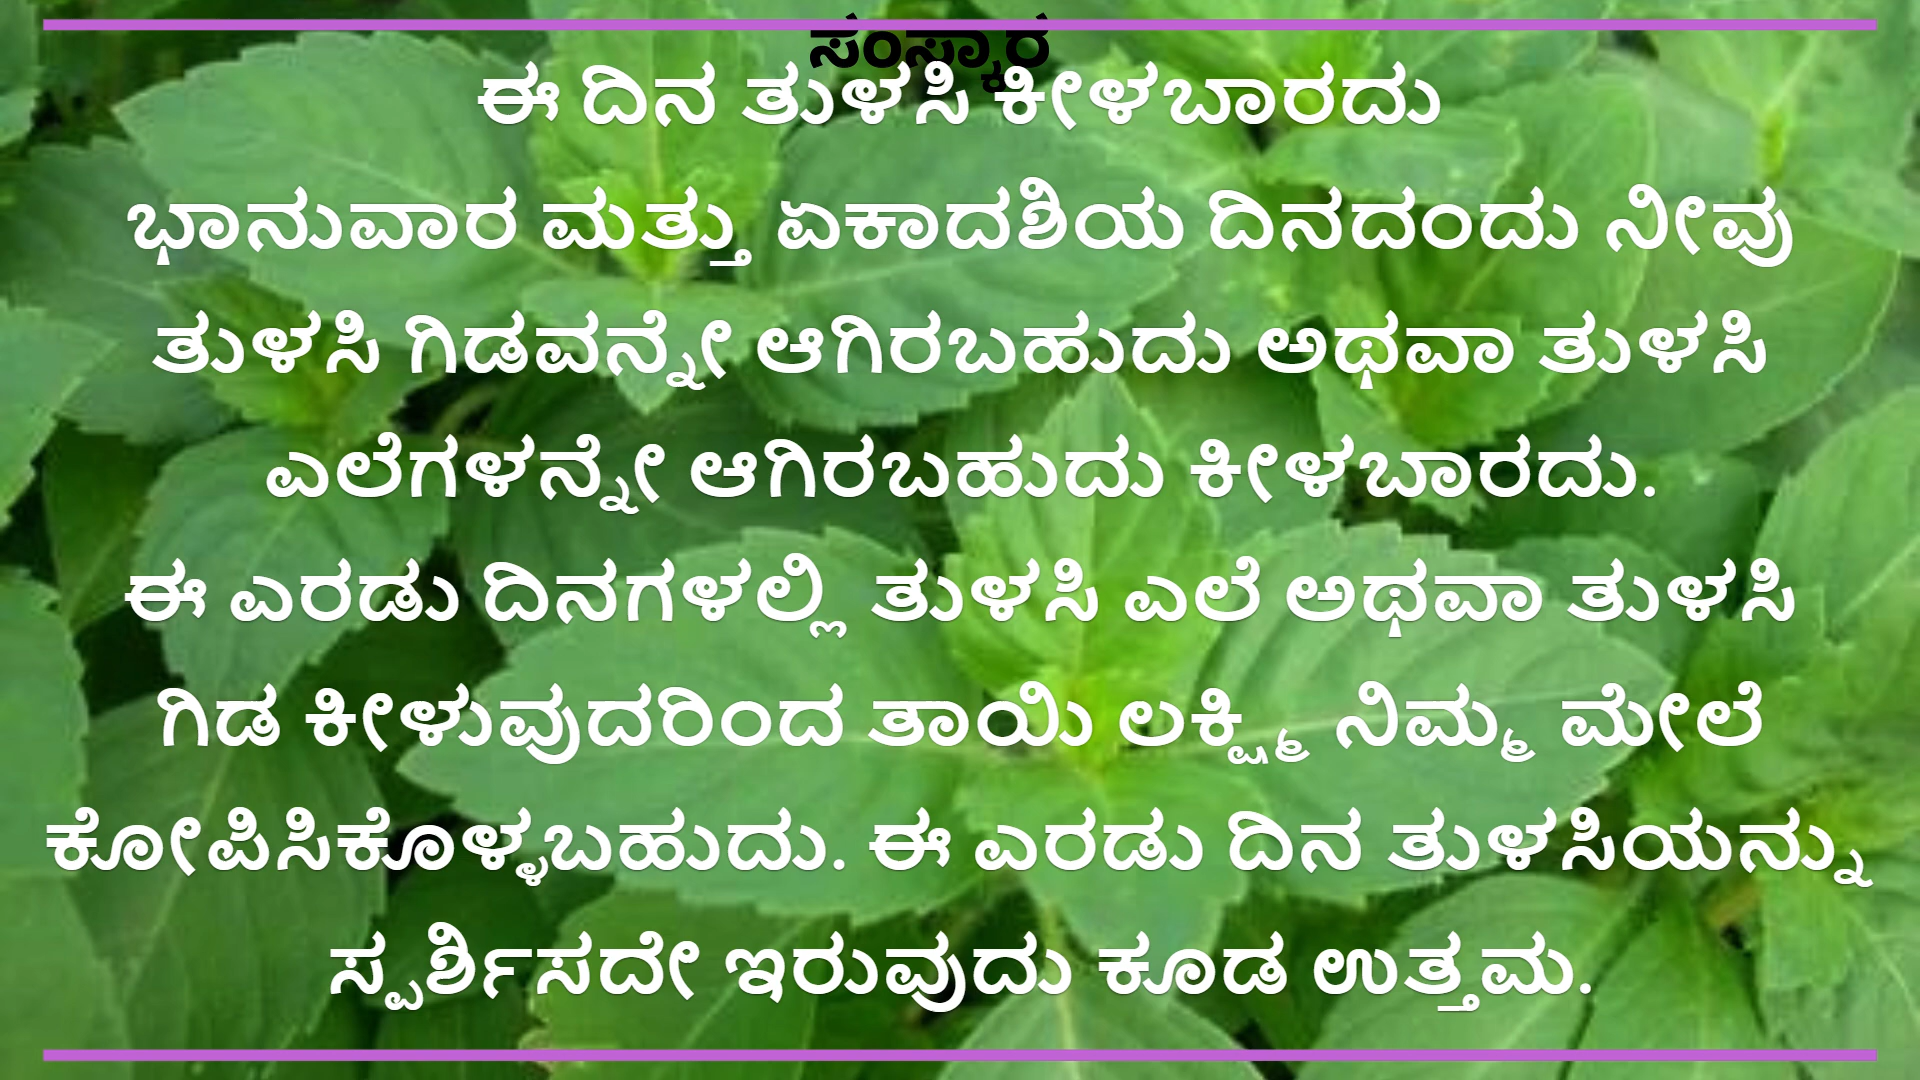 ಸಂಸ್ಕಾರ
ಈ ದಿನ ತುಳಸಿ ಕೀಳಬಾರದು
ಭಾನುವಾರ ಮತ್ತು ಏಕಾದಶಿಯ ದಿನದಂದು ನೀವು
ತುಳಸಿ ಗಿಡವನ್ನೇ ಆಗಿರಬಹುದು ಅಥವಾ ತುಳಸಿ
ಎಲೆಗಳನ್ನೇ ಆಗಿರಬಹುದು ಕೀಳಬಾರದು.
ಈ ಎರಡು ದಿನಗಳಲ್ಲಿ ತುಳಸಿ ಎಲೆ ಅಥವಾ ತುಳಸಿ
ಗಿಡ ಕೀಳುವುದರಿಂದ ತಾಯಿ ಲಕ್ಷ್ಮಿ ನಿಮ್ಮ ಮೇಲೆ
ಕೋಪಿಸಿಕೊಳ್ಳಬಹುದು. ಈ ಎರಡು ದಿನ ತುಳಸಿಯನ್ನು
ಸ್ಪರ್ಶಿಸದೇ ಇರುವುದು ಕೂಡ ಉತ್ತಮ.